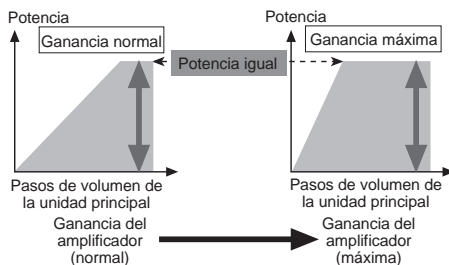 Potencia
Ganancia normal
Potencia igual
Pasos de volumen de
la unidad principal
Ganancia del
amplificador
(normal)
Potencia
Ganancia máxima
Pasos de volumen de
la unidad principal
Ganancia del
amplificador
(máxima)